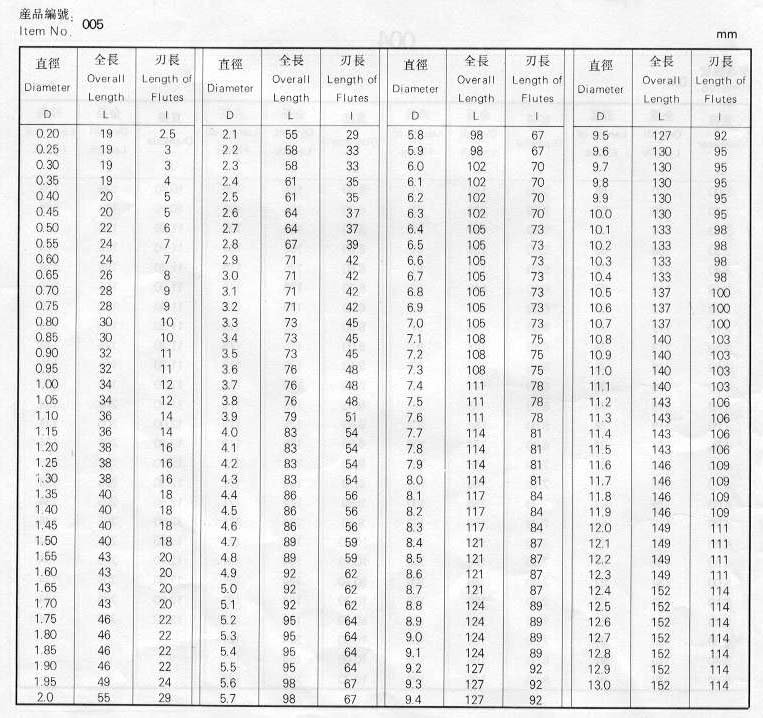 産品編號:
Item No. 005
mm
直徑 全長 刃長 直徑 全長 刃長 直徑 全長 刃長 直徑 全長 刃長
Diameter Overall Length Length of Flutes Diameter Overall Length Length of Flutes Diameter Overall Length Length of Flutes Diameter Overall Length Length of Flutes
D L l D L l D L l D L l
0.20 19 2.5 2.1 55 29 5.8 98 67 9.5 127 92
0.25 19 3 2.2 58 33 5.9 98 67 9.6 130 95
0.30 19 3 2.3 58 33 6.0 102 70 9.7 130 95
0.35 19 4 2.4 61 35 6.1 102 70 9.8 130 95
0.40 20 5 2.5 61 35 6.2 102 70 9.9 130 95
0.45 20 5 2.6 64 37 6.3 102 70 10.0 130 95
0.50 22 6 2.7 64 37 6.4 105 73 10.1 133 98
0.55 24 7 2.8 67 39 6.5 105 73 10.2 133 98
0.60 24 7 2.9 71 42 6.6 105 73 10.3 133 98
0.65 26 8 3.0 71 42 6.7 105 73 10.4 133 98
0.70 28 9 3.1 71 42 6.8 105 73 10.5 137 100
0.75 28 9 3.2 71 42 6.9 105 73 10.6 137 100
0.80 30 10 3.3 73 45 7.0 105 73 10.7 137 100
0.85 30 10 3.4 73 45 7.1 108 75 10.8 140 103
0.90 32 11 3.5 73 45 7.2 108 75 10.9 140 103
0.95 32 11 3.6 76 48 7.3 108 75 11.0 140 103
1.00 34 12 3.7 76 48 7.4 111 78 11.1 140 103
1.05 34 12 3.8 76 48 7.5 111 78 11.2 143 106
1.10 36 14 3.9 79 51 7.6 111 78 11.3 143 106
1.15 36 14 4.0 83 54 7.7 114 81 11.4 143 106
1.20 38 16 4.1 83 54 7.8 114 81 11.5 143 106
1.25 38 16 4.2 83 54 7.9 114 81 11.6 146 109
1.30 38 16 4.3 83 54 8.0 114 81 11.7 146 109
1.35 40 18 4.4 86 56 8.1 117 84 11.8 146 109
1.40 40 18 4.5 86 56 8.2 117 84 11.9 146 109
1.45 40 18 4.6 86 56 8.3 117 84 12.0 149 111
1.50 40 18 4.7 89 59 8.4 121 87 12.1 149 111
1.55 43 20 4.8 89 59 8.5 121 87 12.2 149 111
1.60 43 20 4.9 92 62 8.6 121 87 12.3 149 111
1.65 43 20 5.0 92 62 8.7 121 87 12.4 152 114
1.70 43 20 5.1 92 62 8.8 124 89 12.5 152 114
1.75 46 22 5.2 95 64 8.9 124 89 12.6 152 114
1.80 46 22 5.3 95 64 9.0 124 89 12.7 152 114
1.85 46 22 5.4 95 64 9.1 124 89 12.8 152 114
1.90 46 22 5.5 95 64 9.2 127 92 12.9 152 114
1.95 49 24 5.6 98 67 9.3 127 92 13.0 152 114
2.0 55 29 5.7 98 67 9.4 127 92